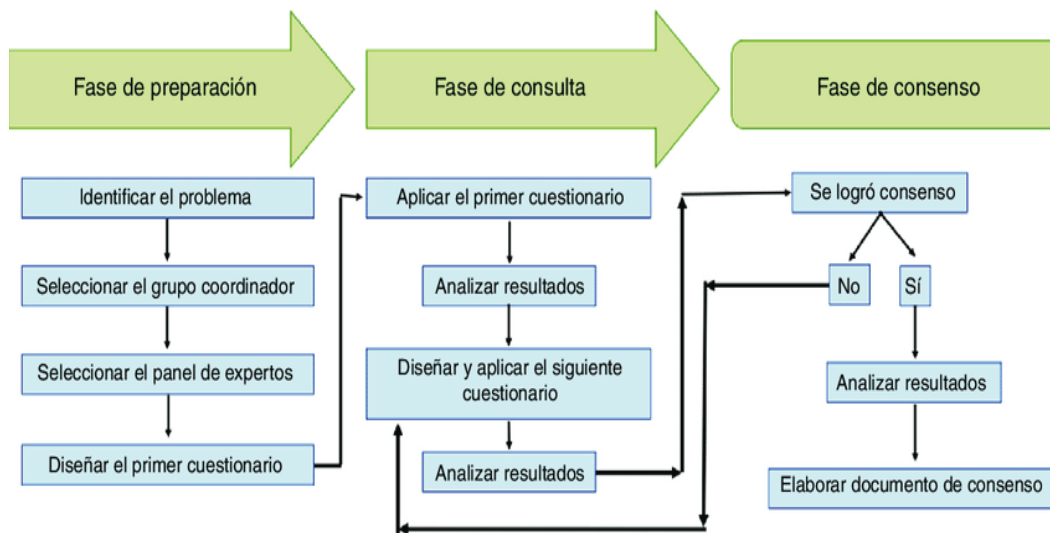 Fase de preparación
Fase de consulta
Fase de consenso
Identificar el problema
Seleccionar el grupo coordinador
Seleccionar el panel de expertos
Diseñar el primer cuestionario
Aplicar el primer cuestionario
Analizar resultados
Diseñar y aplicar el siguiente
cuestionario
Analizar resultados
Se logró consenso
No
Sí
Analizar resultados
Elaborar documento de consenso